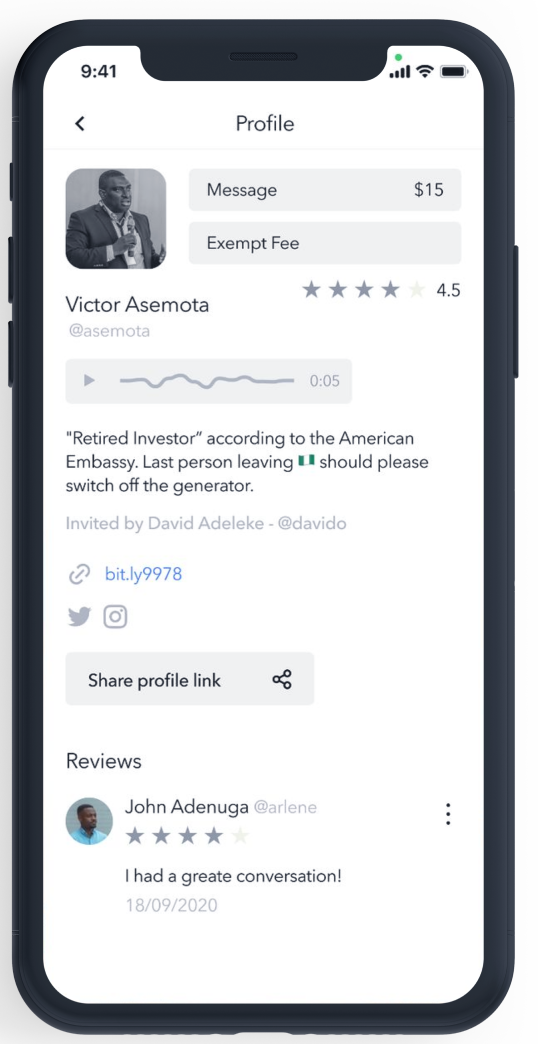 9:41
Profile
Message $15
Exempt Fee
4.5
Victor Asemota
@asemota
0:05
"Retired Investor” according to the American
Embassy. Last person leaving 🇳🇬 should please
switch off the generator.
Invited by David Adeleke - @davido
bit.ly9978
Share profile link
Reviews
John Adenuga @arlene
I had a greate conversation!
18/09/2020